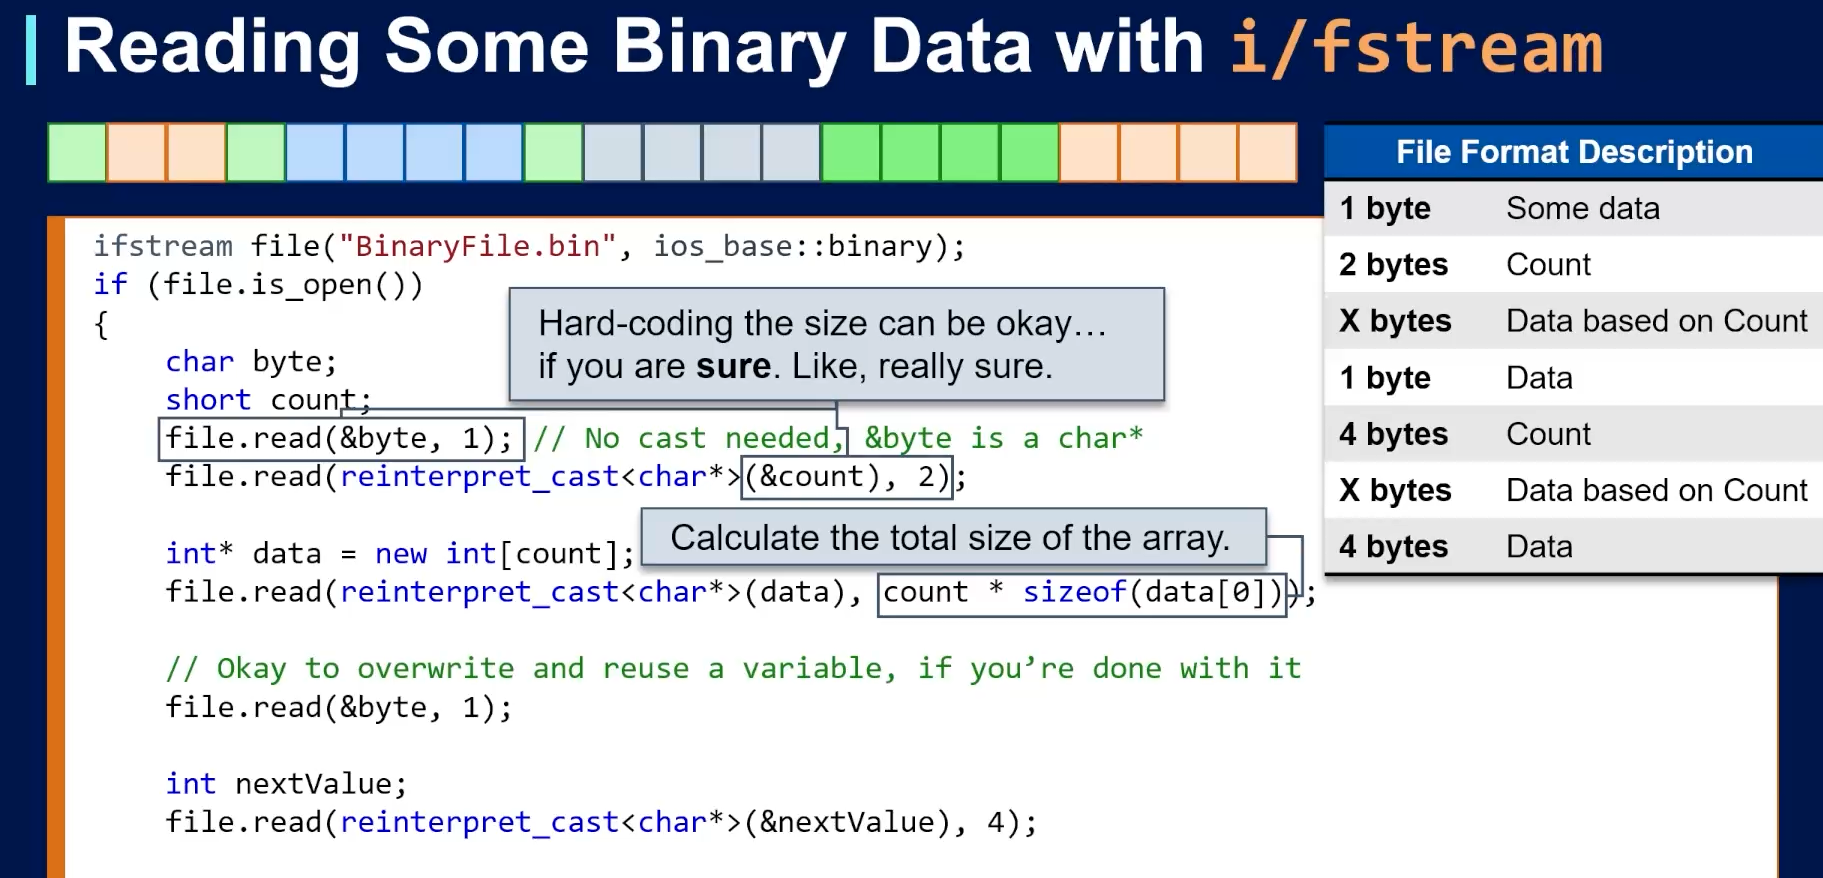 Reading Some Binary Data with i/fstream
File Format Description
1 byte Some data
2 bytes Count
X bytes Data based on Count
1 byte Data
4 bytes Count
X bytes Data based on Count
4 bytes Data
ifstream file("BinaryFile.bin", ios_base::binary);
if (file.is_open())
{
char byte;
short count;
Hard-coding the size can be okay…
if you are sure. Like, really sure.
file.read(&byte, 1); // No cast needed, &byte is a char*
file.read(reinterpret_cast<char*>(&count), 2);
int* data = new int[count];
Calculate the total size of the array.
file.read(reinterpret_cast<char*>(data), count * sizeof(data[0]));
// Okay to overwrite and reuse a variable, if you’re done with it
file.read(&byte, 1);
int nextValue;
file.read(reinterpret_cast<char*>(&nextValue), 4);